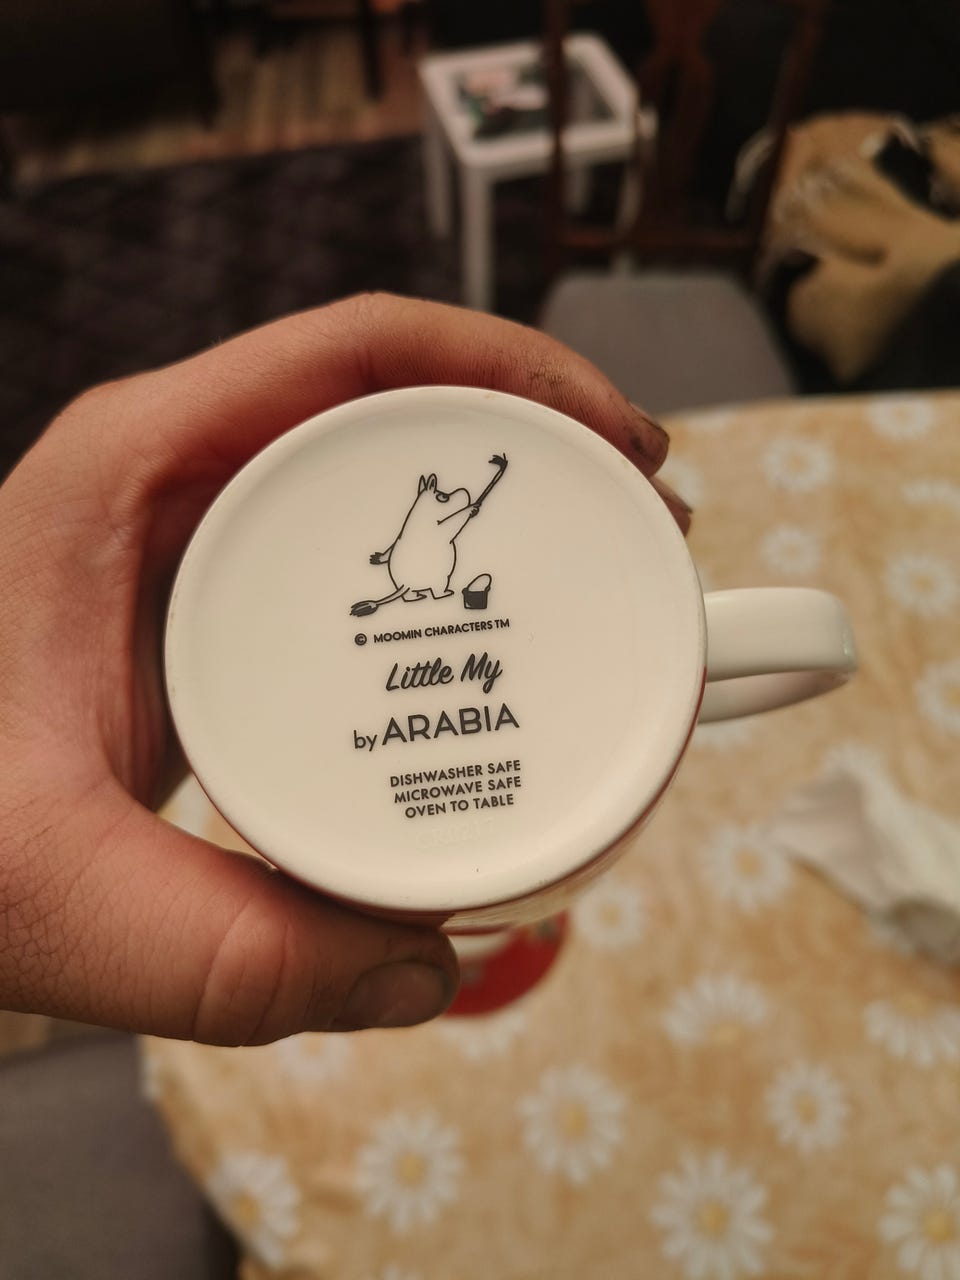 © MOOMIN CHARACTERS TM
Little My
by ARABIA
DISHWASHER SAFE
MICROWAVE SAFE
OVEN TO TABLE